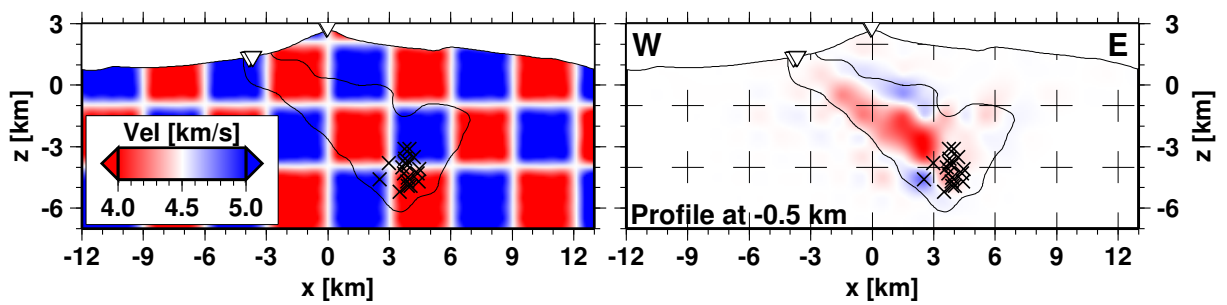 3
0
-3
-6
z [km]
Vel [km/s]
4.0 4.5 5.0
-12 -9 -6 -3 0 3 6 9 12
x [km]
W E
Profile at -0.5 km
3
0
-3
-6
z [km]
-12 -9 -6 -3 0 3 6 9 12
x [km]